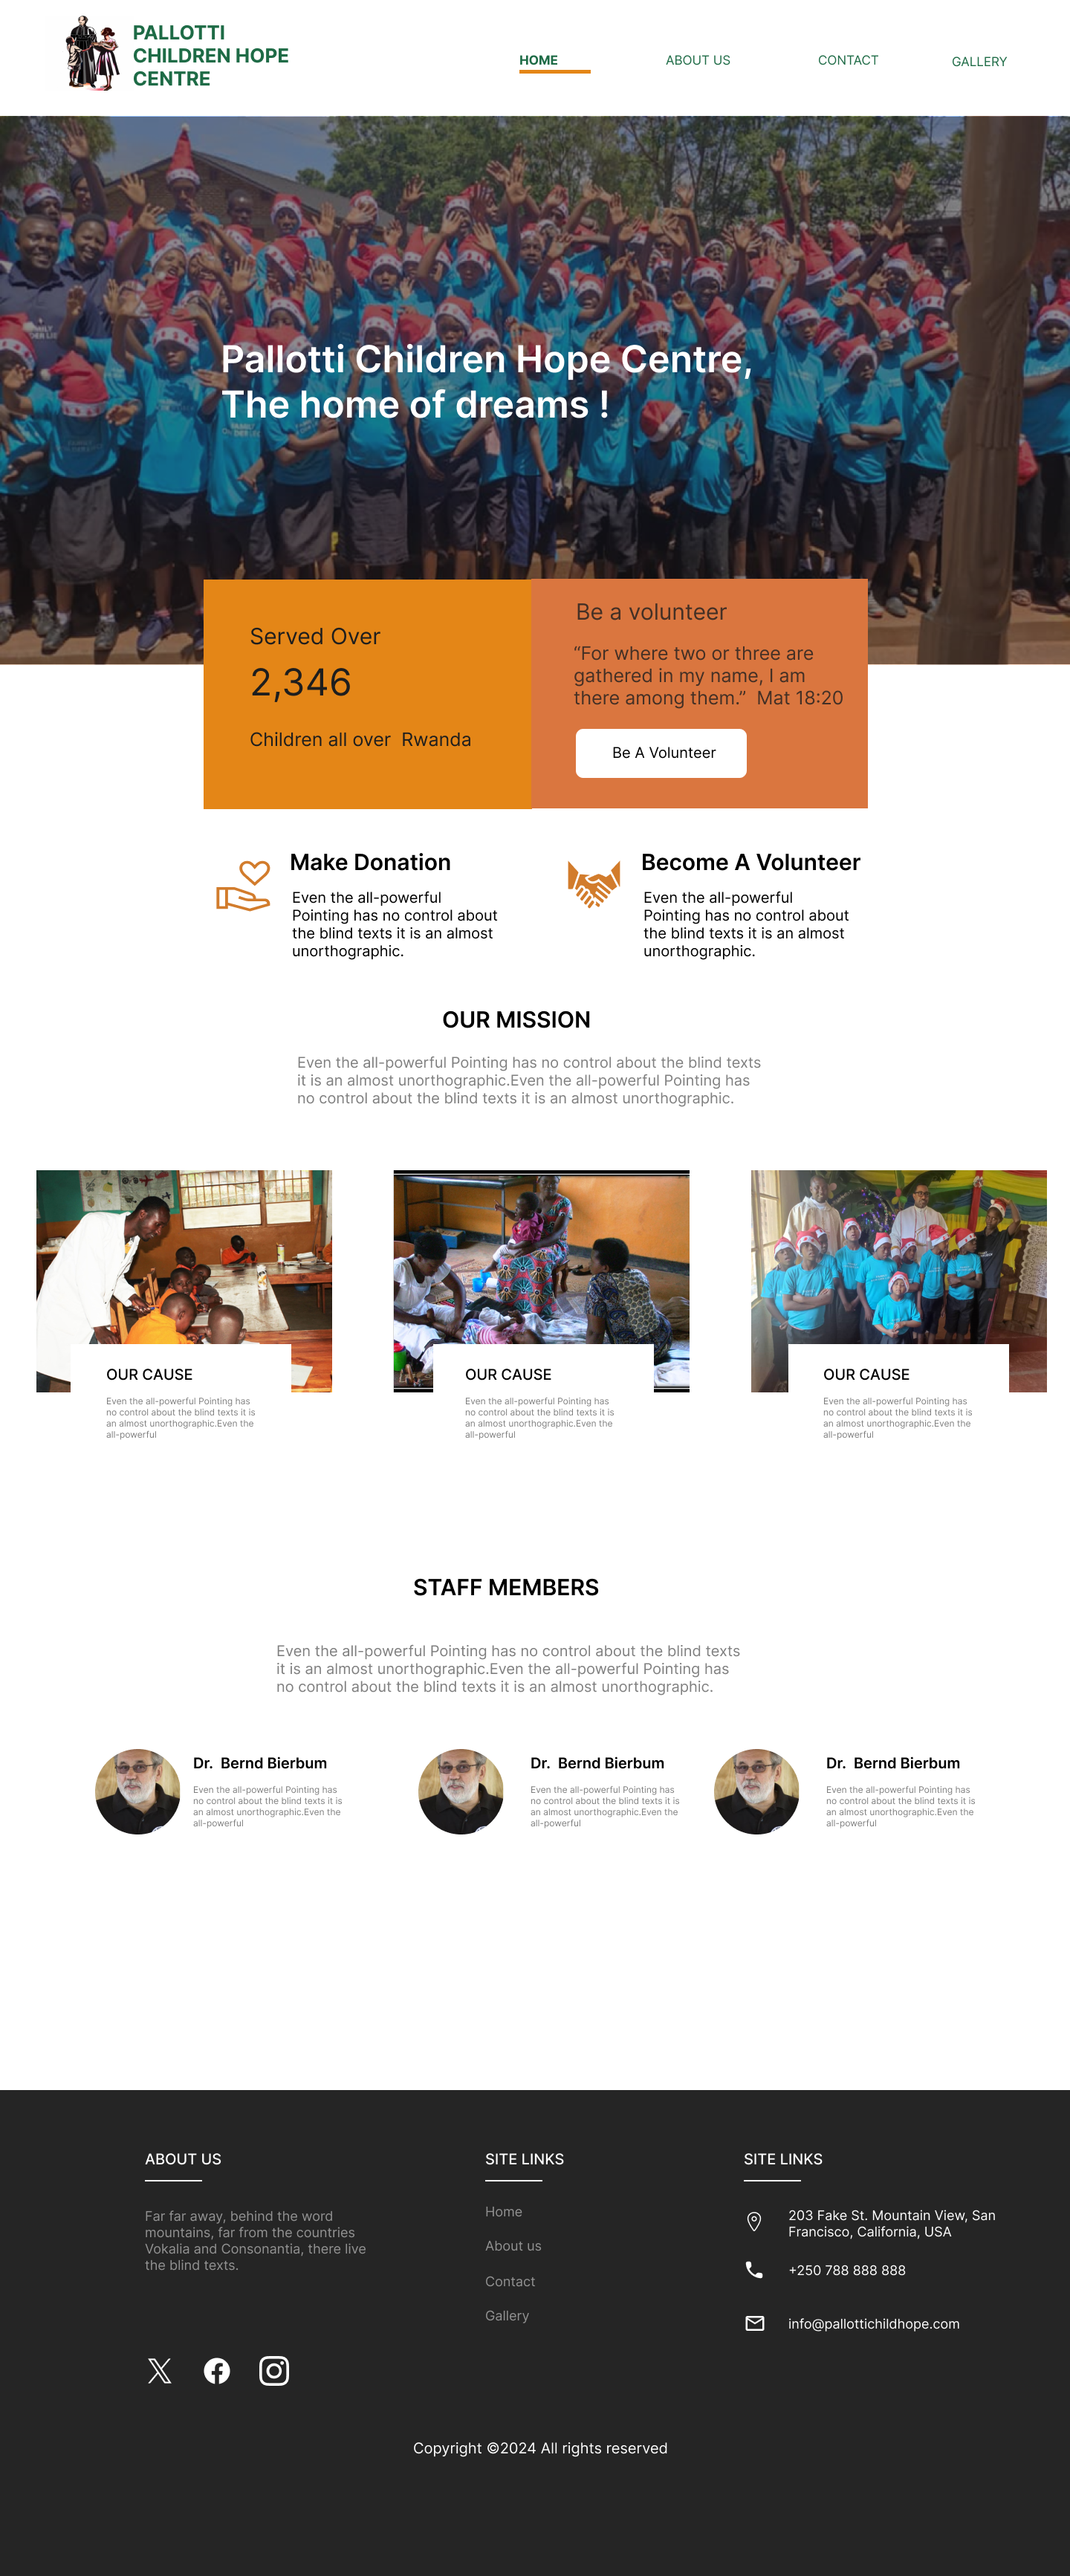 PALLOTTI
CHILDREN HOPE
CENTRE
HOME
ABOUT US
CONTACT
GALLERY
Pallotti Children Hope Centre,
The home of dreams !
Served Over
2,346
Children all over  Rwanda
Be a volunteer
“For where two or three are
gathered in my name, I am
there among them.”  Mat 18:20
Be A Volunteer
Make Donation
Even the all-powerful
Pointing has no control about
the blind texts it is an almost
unorthographic.
Become A Volunteer
Even the all-powerful
Pointing has no control about
the blind texts it is an almost
unorthographic.
OUR MISSION
Even the all-powerful Pointing has no control about the blind texts
it is an almost unorthographic.Even the all-powerful Pointing has
no control about the blind texts it is an almost unorthographic.
OUR CAUSE
Even the all-powerful Pointing has
no control about the blind texts it is
an almost unorthographic.Even the
all-powerful
OUR CAUSE
Even the all-powerful Pointing has
no control about the blind texts it is
an almost unorthographic.Even the
all-powerful
OUR CAUSE
Even the all-powerful Pointing has
no control about the blind texts it is
an almost unorthographic.Even the
all-powerful
STAFF MEMBERS
Even the all-powerful Pointing has no control about the blind texts
it is an almost unorthographic.Even the all-powerful Pointing has
no control about the blind texts it is an almost unorthographic.
Dr.  Bernd Bierbum
Even the all-powerful Pointing has
no control about the blind texts it is
an almost unorthographic.Even the
all-powerful
Dr.  Bernd Bierbum
Even the all-powerful Pointing has
no control about the blind texts it is
an almost unorthographic.Even the
all-powerful
Dr.  Bernd Bierbum
Even the all-powerful Pointing has
no control about the blind texts it is
an almost unorthographic.Even the
all-powerful
ABOUT US
Far far away, behind the word
mountains, far from the countries
Vokalia and Consonantia, there live
the blind texts.
SITE LINKS
Home
About us
Contact
Gallery
SITE LINKS
203 Fake St. Mountain View, San
Francisco, California, USA
+250 788 888 888
info@pallottichildhope.com
Copyright ©2024 All rights reserved